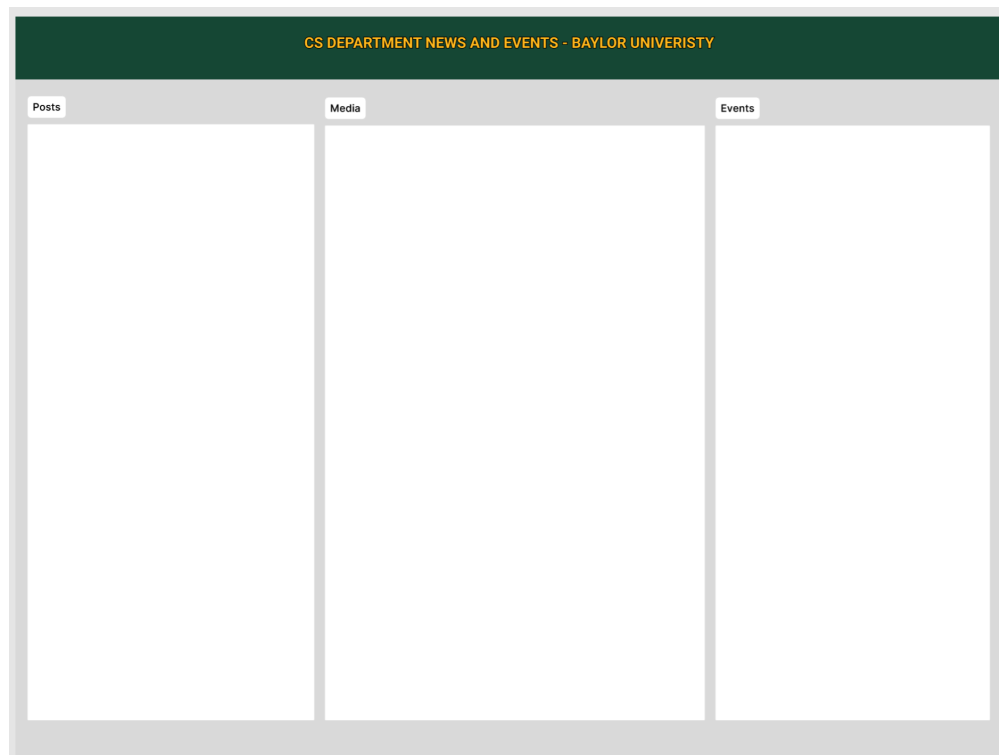 CS DEPARTMENT NEWS AND EVENTS - BAYLOR UNIVERISTY
Posts
Media
Events